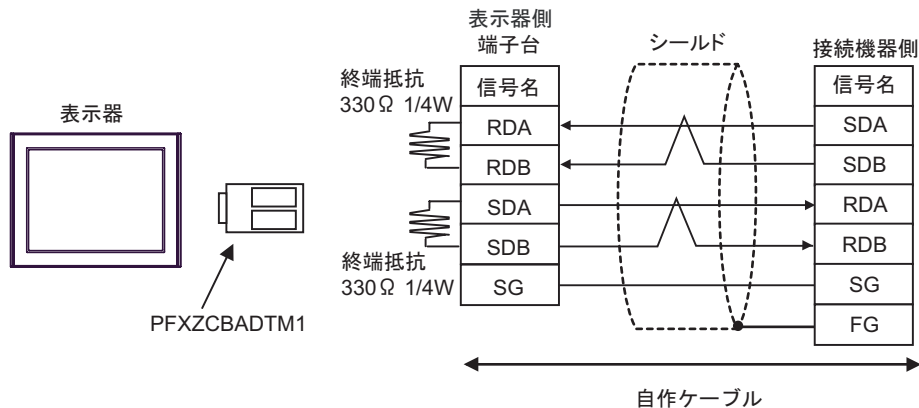 表示器
PFXZCBADTM1
表示器側
端子台
シールド
接続機器側
終端抵抗
330Ω 1/4W
信号名
RDA
RDB
SDA
SDB
SG
終端抵抗
330Ω 1/4W
信号名
SDA
SDB
RDA
RDB
SG
FG
自作ケーブル